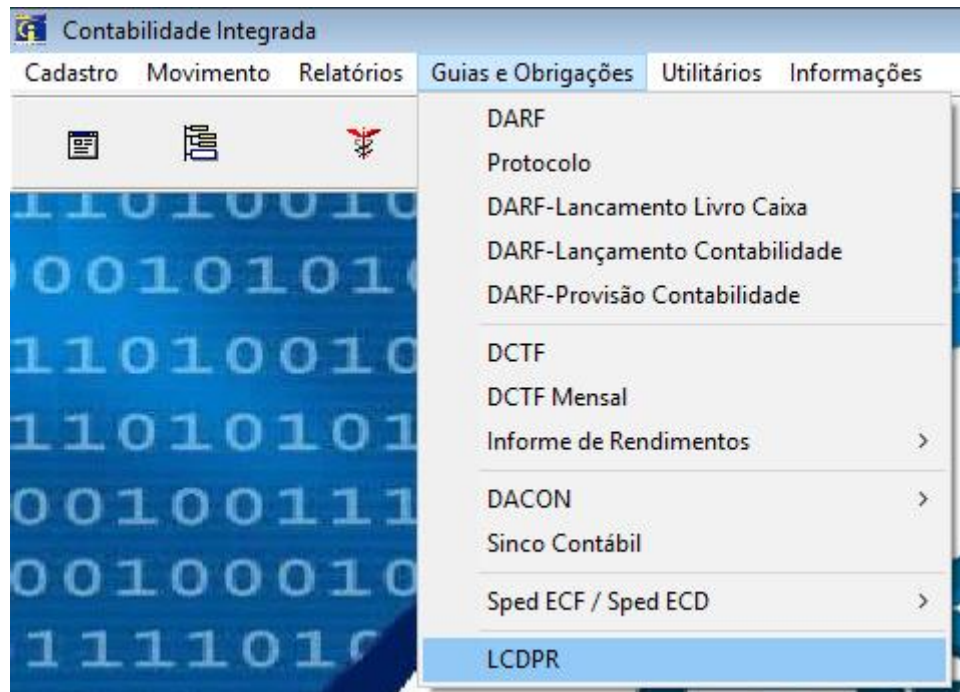 Contabilidade Integrada
Cadastro Movimento Relatórios Guias e Obrigações Utilitários Informações
DARF
Protocolo
DARF-Lancamento Livro Caixa
DARF-Lançamento Contabilidade
DARF-Provisão Contabilidade
DCTF
DCTF Mensal
Informe de Rendimentos
DACON
Sinco Contábil
Sped ECF / Sped ECD
LCDPR